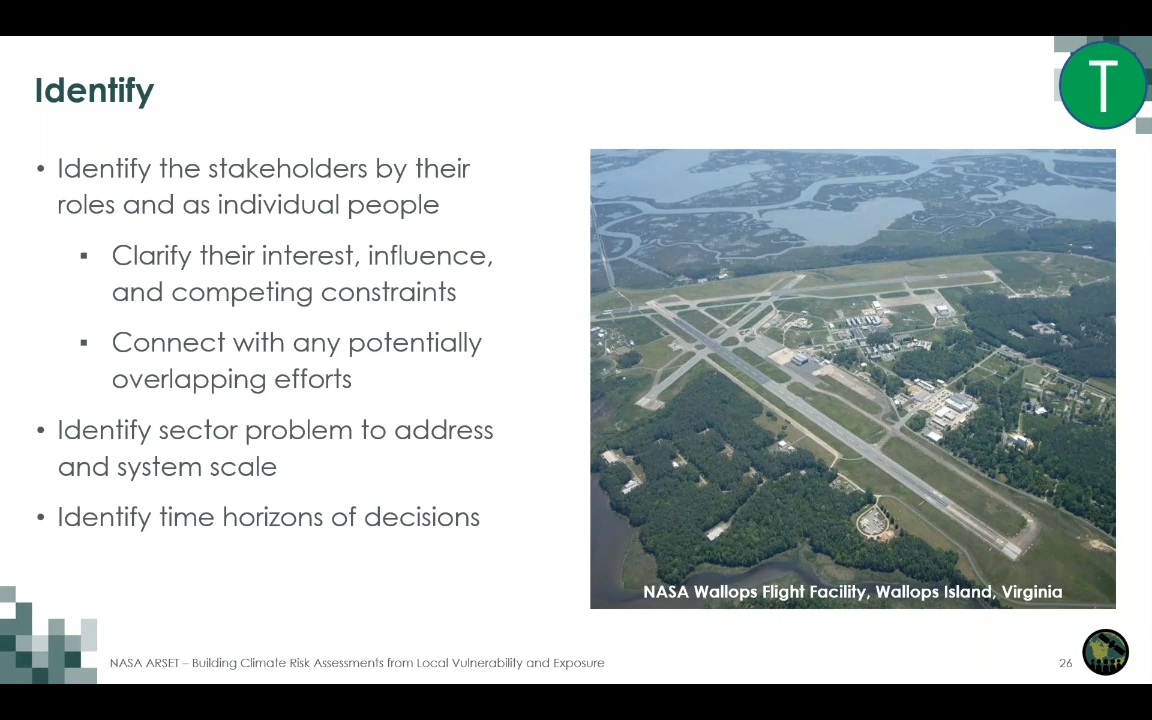 Identify
T
• Identify the stakeholders by their
roles and as individual people
▪ Clarify their interest, influence,
and competing constraints
▪ Connect with any potentially
overlapping efforts
• Identify sector problem to address
and system scale
• Identify time horizons of decisions
NASA Wallops Flight Facility, Wallops Island, Virginia
NASA ARSET – Building Climate Risk Assessments from Local Vulnerability and Exposure
26